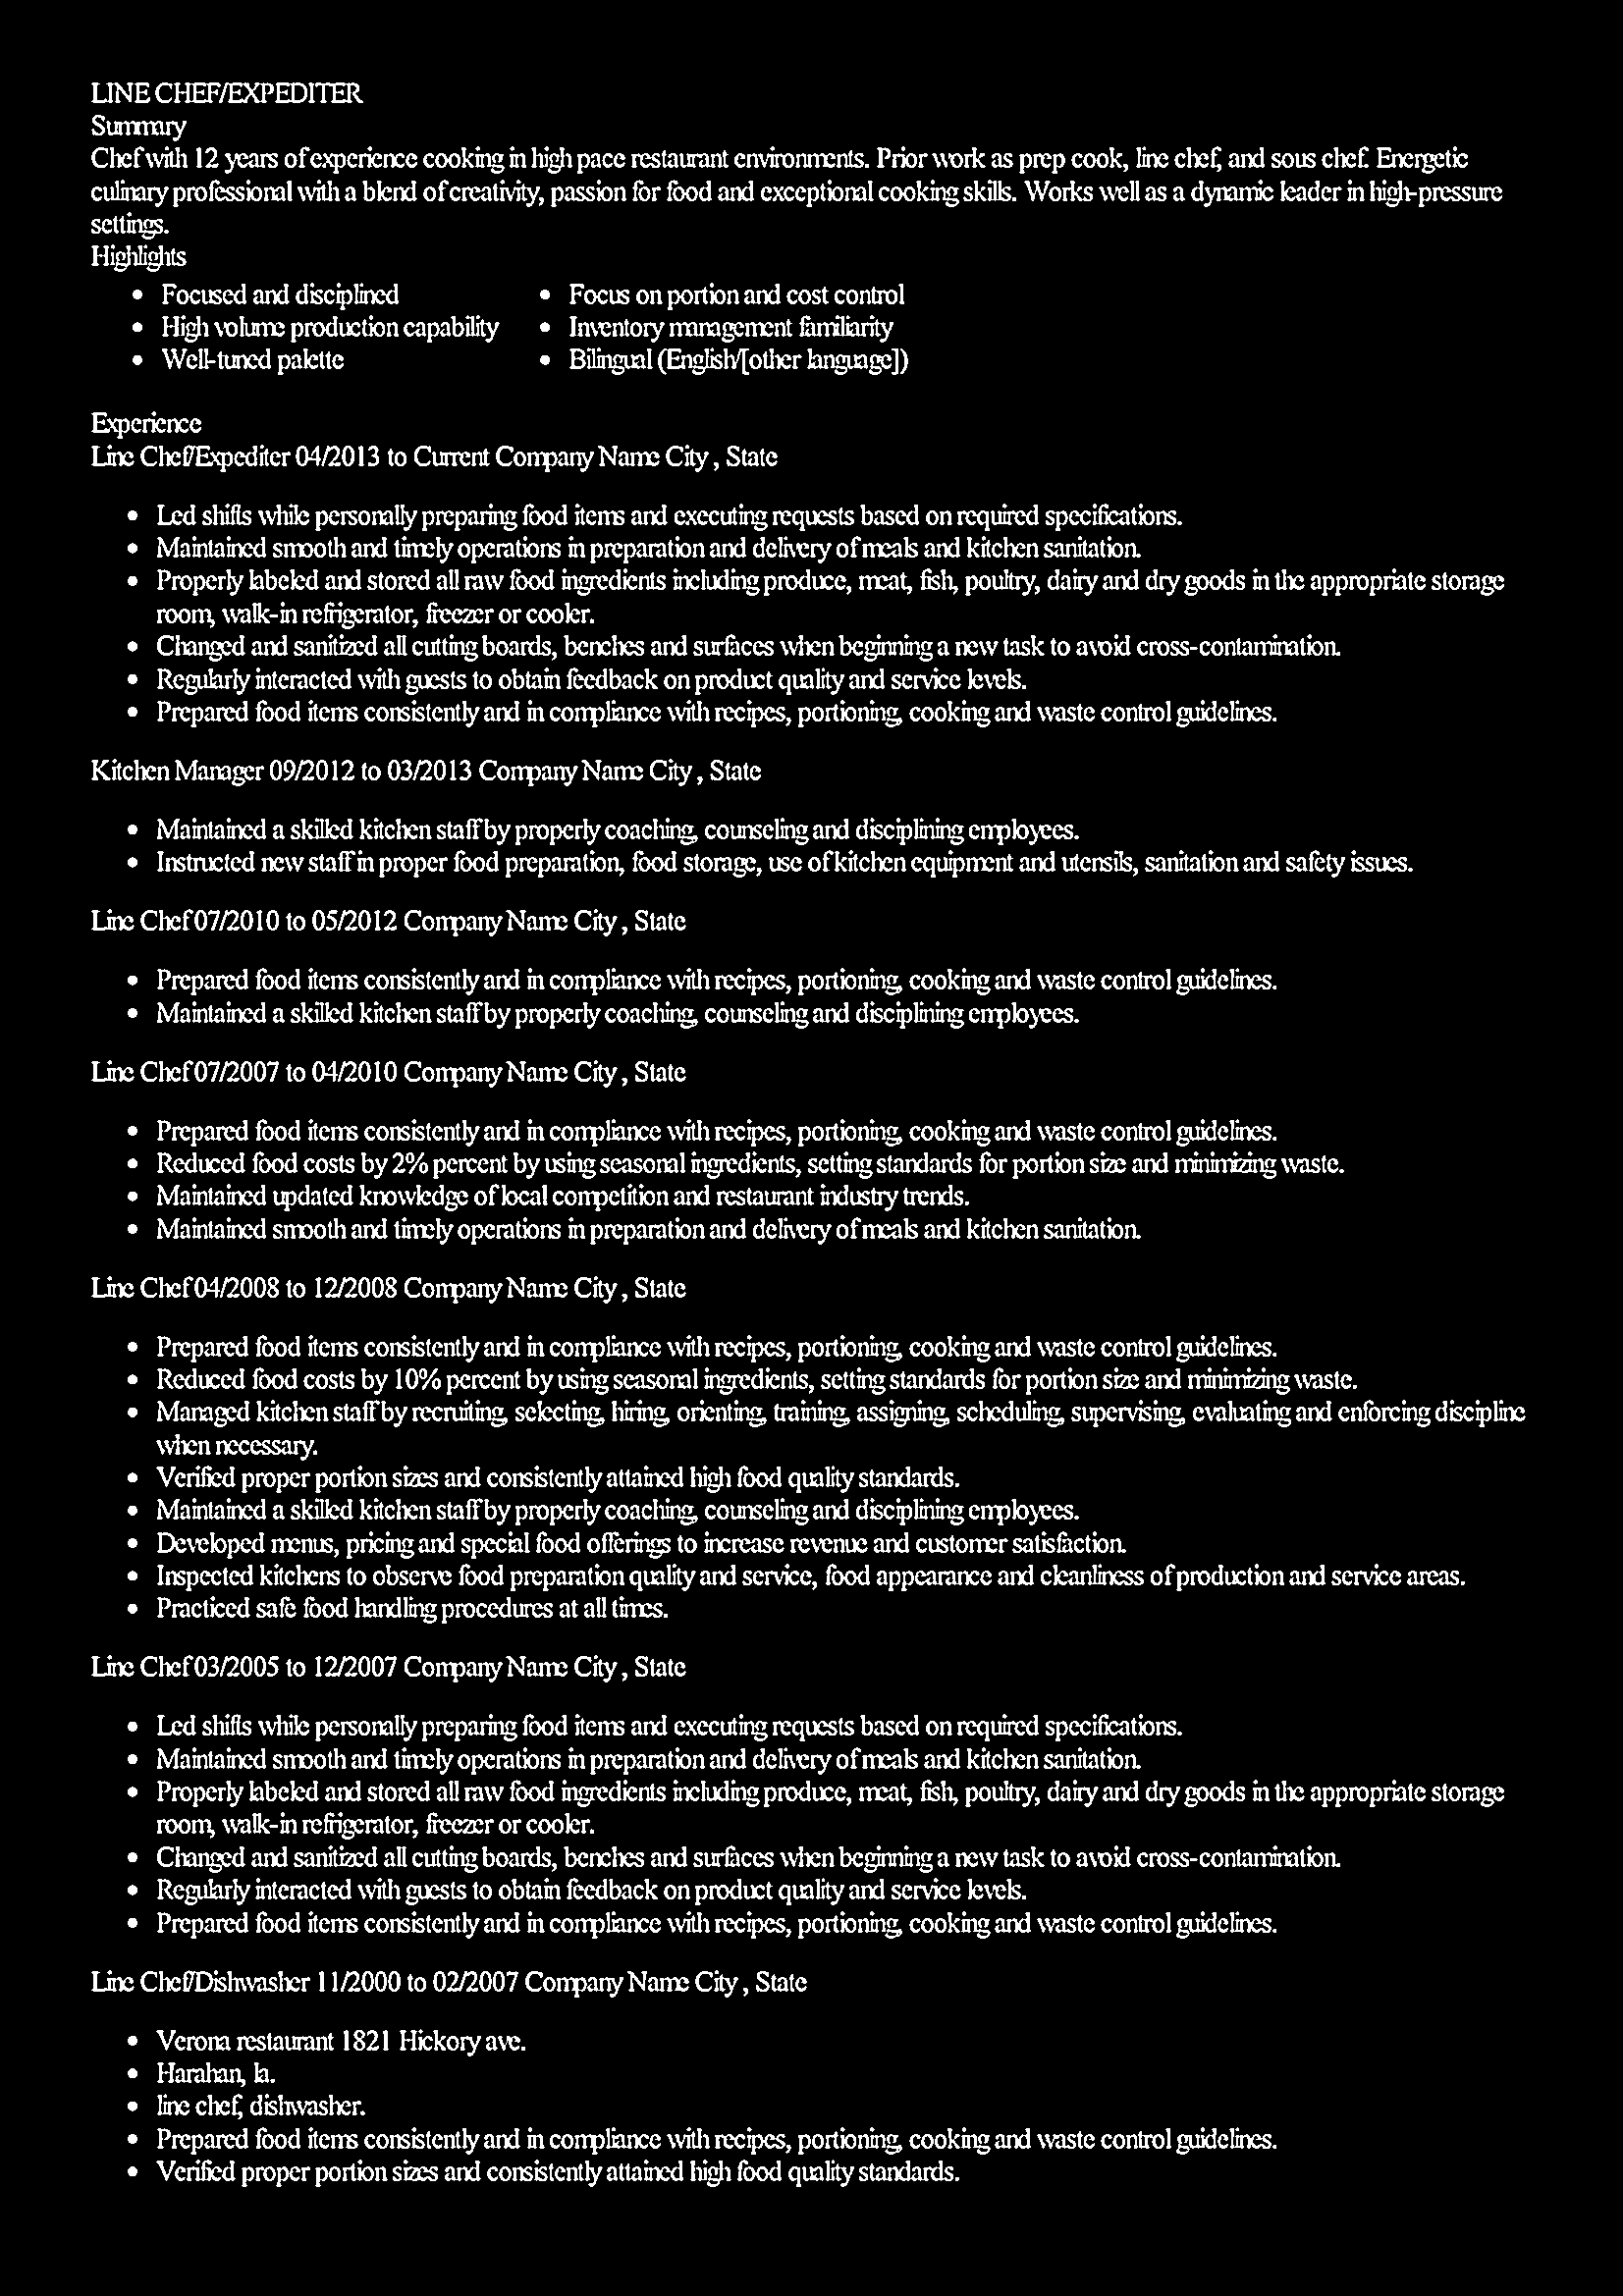 LINE CHEF/EXPEDITER
Summary
Chef with 12 years of experience cooking in high pace restaurant environments. Prior work as prep cook, line chef, and sous chef. Energetic
culinary professional with a blend of creativity, passion for food and exceptional cooking skills. Works well as a dynamic leader in high-pressure
settings.
Highlights
• Focused and disciplined • Focus on portion and cost control
• High volume production capability • Inventory management familiarity
• Well-tuned palette • Bilingual (English/[other language])
Experience
Line Chef/Expediter 04/2013 to Current Company Name City , State
• Led shifts while personally preparing food items and executing requests based on required specifications.
• Maintained smooth and timely operations in preparation and delivery of meals and kitchen sanitation.
• Properly labeled and stored all raw food ingredients including produce, meat, fish, poultry, dairy and dry goods in the appropriate storage
room, walk-in refrigerator, freezer or cooler.
• Changed and sanitized all cutting boards, benches and surfaces when beginning a new task to avoid cross-contamination.
• Regularly interacted with guests to obtain feedback on product quality and service levels.
• Prepared food items consistently and in compliance with recipes, portioning, cooking and waste control guidelines.
Kitchen Manager 09/2012 to 03/2013 Company Name City , State
• Maintained a skilled kitchen staff by properly coaching, counseling and disciplining employees.
• Instructed new staff in proper food preparation, food storage, use of kitchen equipment and utensils, sanitation and safety issues.
Line Chef 07/2010 to 05/2012 Company Name City , State
• Prepared food items consistently and in compliance with recipes, portioning, cooking and waste control guidelines.
• Maintained a skilled kitchen staff by properly coaching, counseling and disciplining employees.
Line Chef 07/2007 to 04/2010 Company Name City , State
• Prepared food items consistently and in compliance with recipes, portioning, cooking and waste control guidelines.
• Reduced food costs by 2% percent by using seasonal ingredients, setting standards for portion size and minimizing waste.
• Maintained updated knowledge of local competition and restaurant industry trends.
• Maintained smooth and timely operations in preparation and delivery of meals and kitchen sanitation.
Line Chef 04/2008 to 12/2008 Company Name City , State
• Prepared food items consistently and in compliance with recipes, portioning, cooking and waste control guidelines.
• Reduced food costs by 10% percent by using seasonal ingredients, setting standards for portion size and minimizing waste.
• Managed kitchen staff by recruiting, selecting, hiring, orienting, training, assigning, scheduling, supervising, evaluating and enforcing discipline
when necessary.
• Verified proper portion sizes and consistently attained high food quality standards.
• Maintained a skilled kitchen staff by properly coaching, counseling and disciplining employees.
• Developed menus, pricing and special food offerings to increase revenue and customer satisfaction.
• Inspected kitchens to observe food preparation quality and service, food appearance and cleanliness of production and service areas.
• Practiced safe food handling procedures at all times.
Line Chef 03/2005 to 12/2007 Company Name City , State
• Led shifts while personally preparing food items and executing requests based on required specifications.
• Maintained smooth and timely operations in preparation and delivery of meals and kitchen sanitation.
• Properly labeled and stored all raw food ingredients including produce, meat, fish, poultry, dairy and dry goods in the appropriate storage
room, walk-in refrigerator, freezer or cooler.
• Changed and sanitized all cutting boards, benches and surfaces when beginning a new task to avoid cross-contamination.
• Regularly interacted with guests to obtain feedback on product quality and service levels.
• Prepared food items consistently and in compliance with recipes, portioning, cooking and waste control guidelines.
Line Chef/Dishwasher 11/2000 to 02/2007 Company Name City , State
• Verona restaurant 1821 Hickory ave.
• Harahan, la.
• line chef, dishwasher.
• Prepared food items consistently and in compliance with recipes, portioning, cooking and waste control guidelines.
• Verified proper portion sizes and consistently attained high food quality standards.